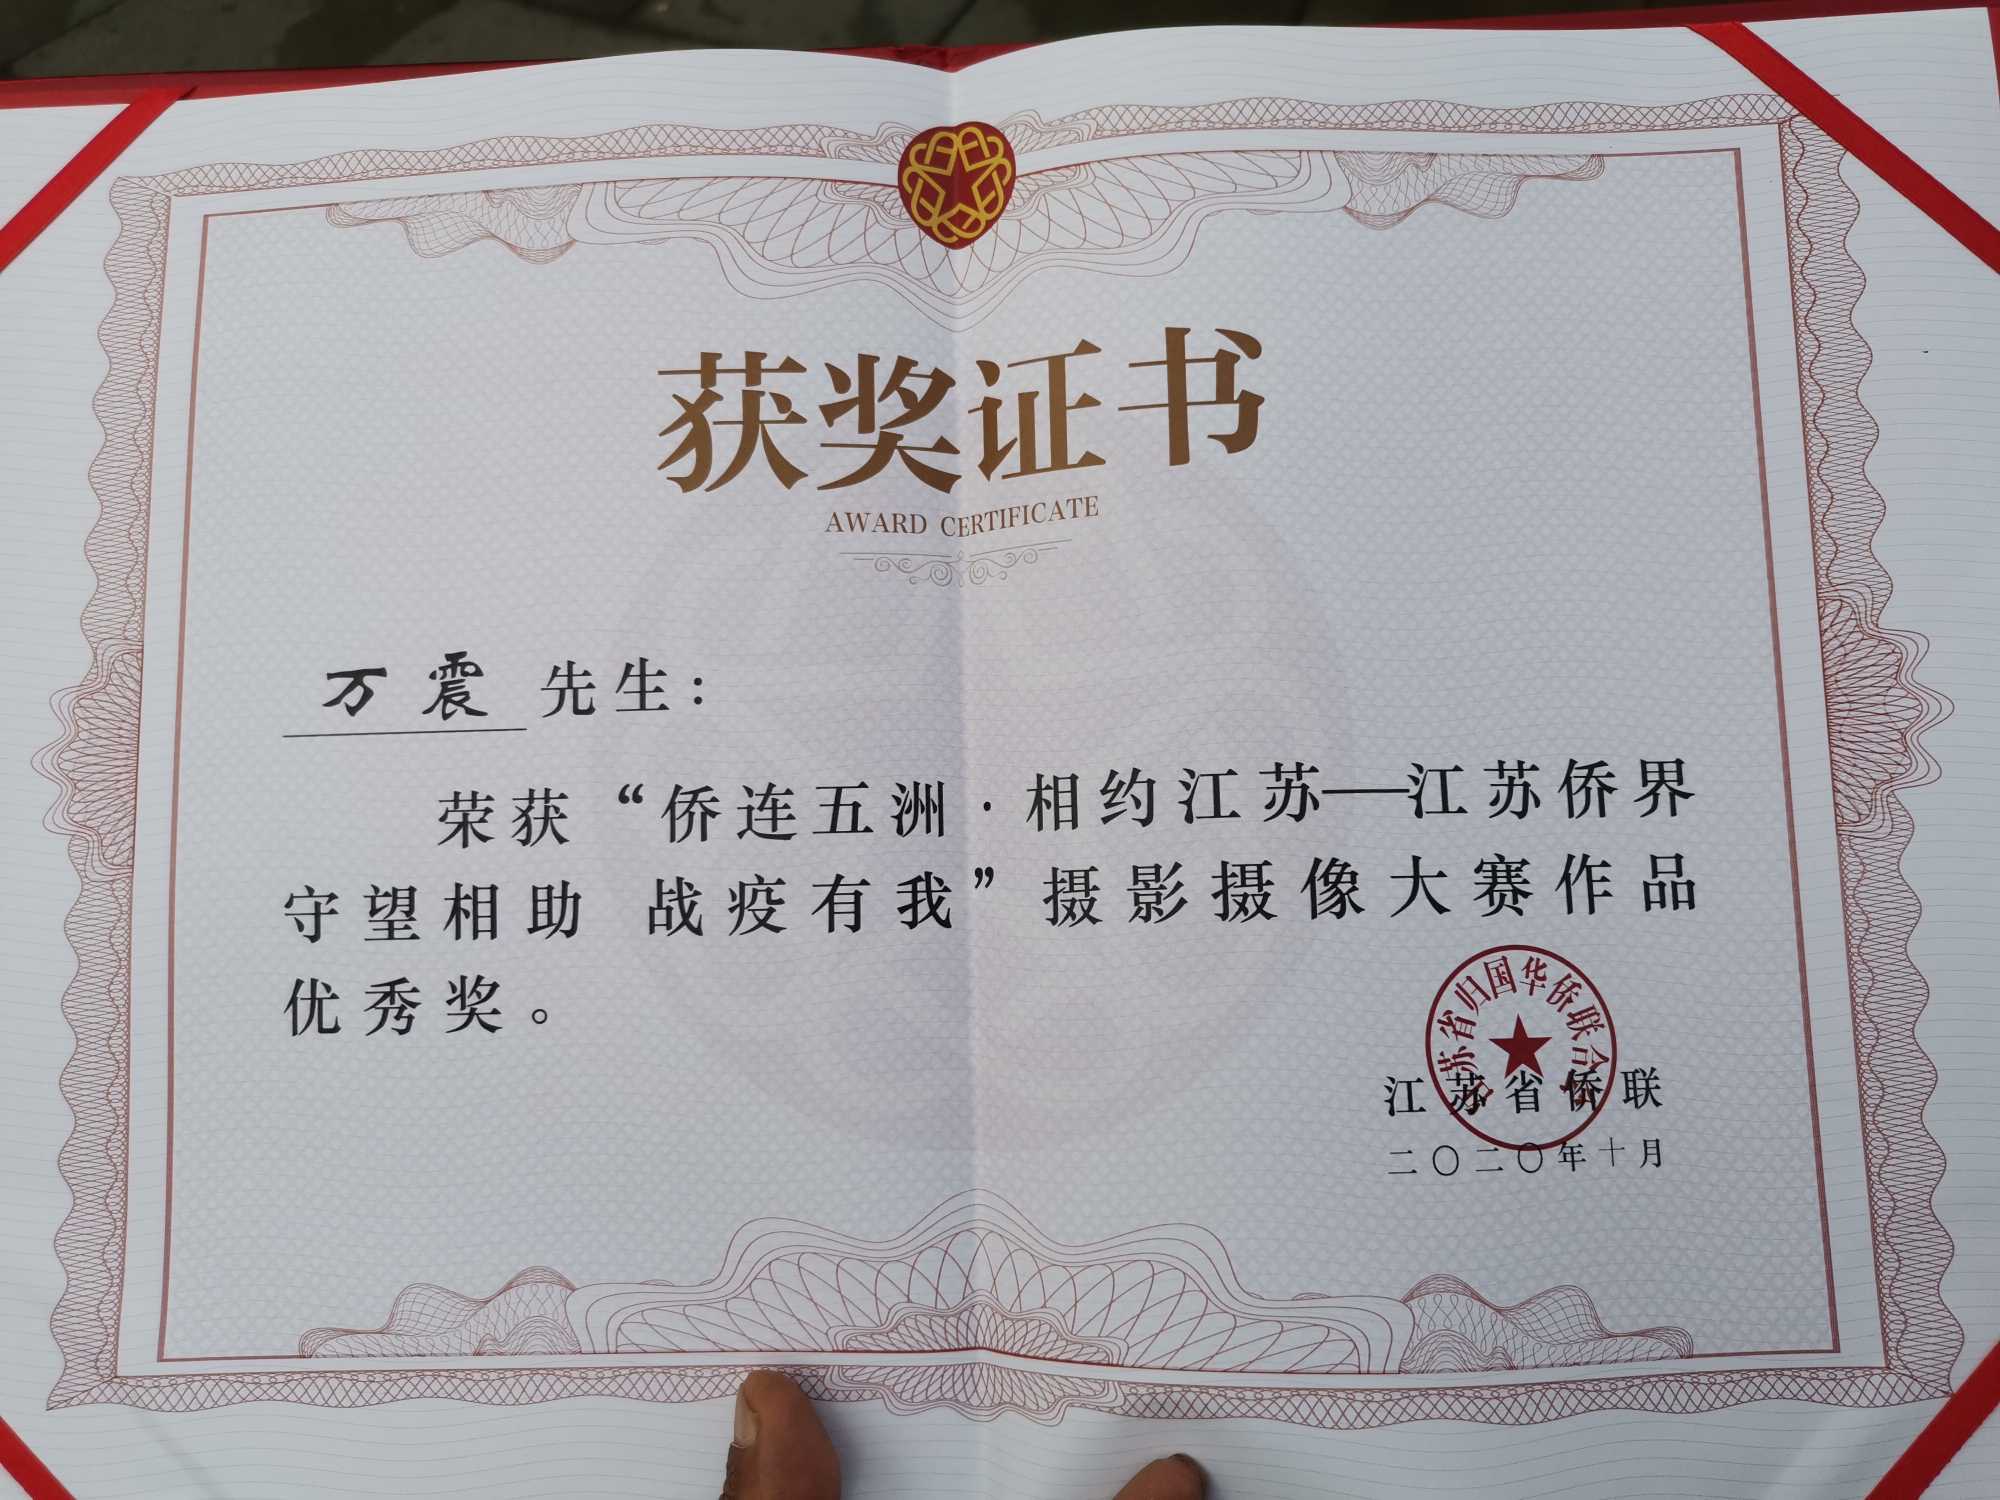 获奖证书
AWARD CERTIFICATE
万震 先生：
荣获“侨连五洲·相约江苏—江苏侨界
守望相助 战疫有我”摄影摄像大赛作品
优秀奖。
江苏省归国华侨联合会
江苏省侨联
二〇二〇年十月